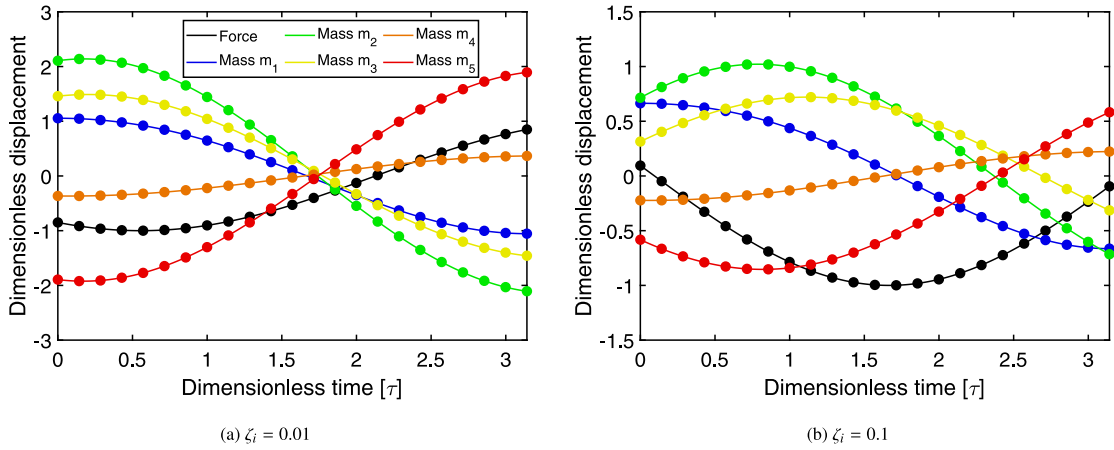 Dimensionless displacement
3
2
1
0
-1
-2
-3
0
0.5
1
1.5
2
2.5
3
Dimensionless time [τ]
Force
Mass m1
Mass m2
Mass m3
Mass m4
Mass m5
(a) ζi = 0.01
Dimensionless displacement
1.5
1
0.5
0
-0.5
-1
-1.5
0
0.5
1
1.5
2
2.5
3
Dimensionless time [τ]
(b) ζi = 0.1